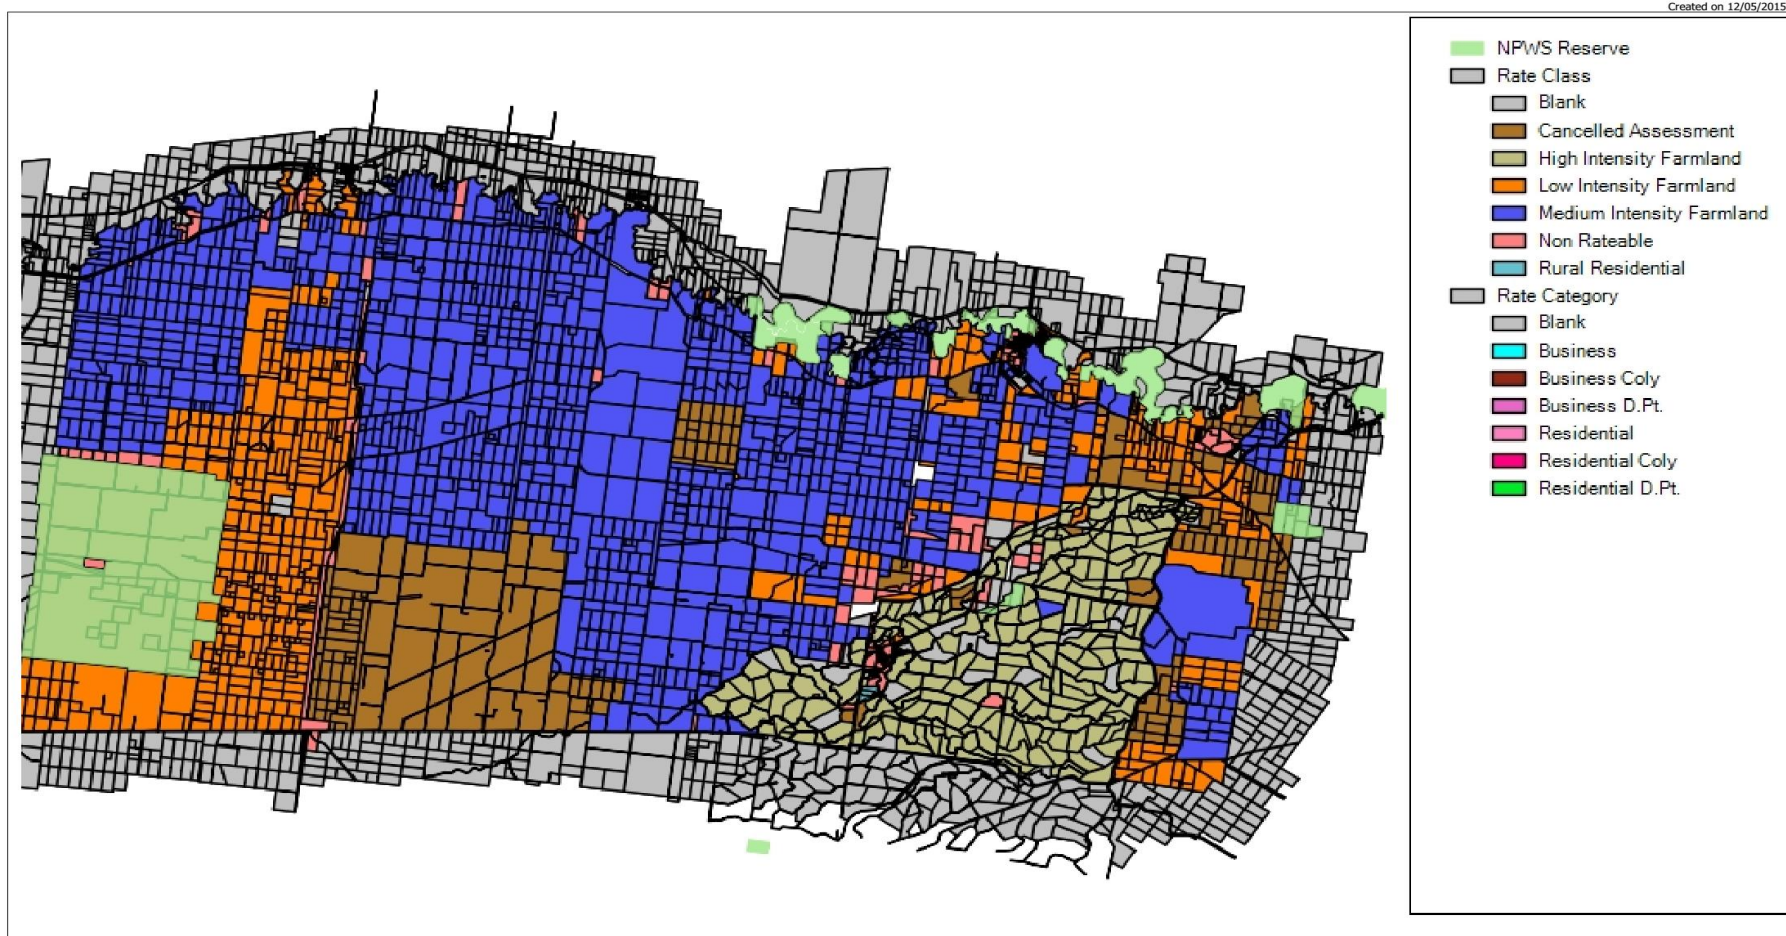 Created on 12/05/2015
NPWS Reserve
Rate Class
Blank
Cancelled Assessment
High Intensity Farmland
Low Intensity Farmland
Medium Intensity Farmland
Non Rateable
Rural Residential
Rate Category
Blank
Business
Business Coly
Business D.Pt.
Residential
Residential Coly
Residential D.Pt.